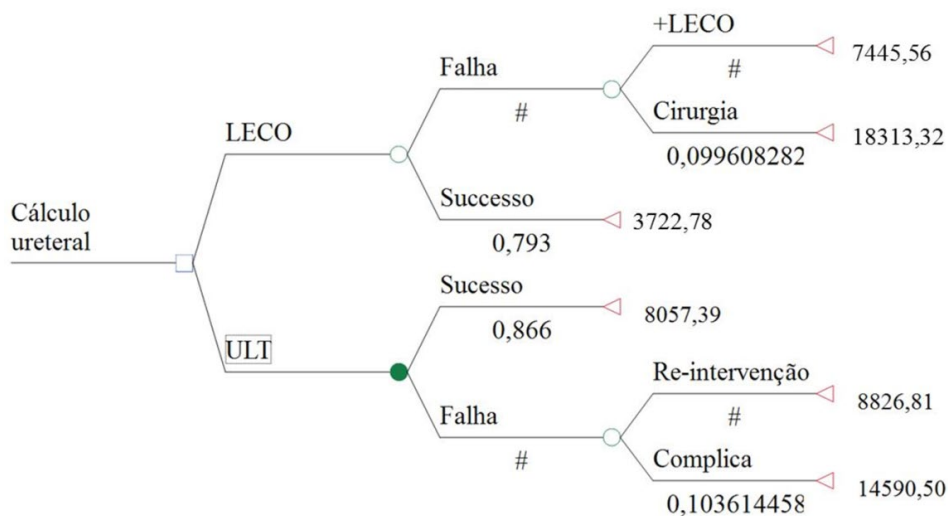 +LECO
7445,56
#
Falha
#
Cirurgia
18313,32
0,099608282
LECO
Successo
3722,78
0,793
Cálculo
ureteral
Sucesso
8057,39
0,866
ULT
Re-intervenção
8826,81
#
Falha
#
Complica
14590,50
0,103614458